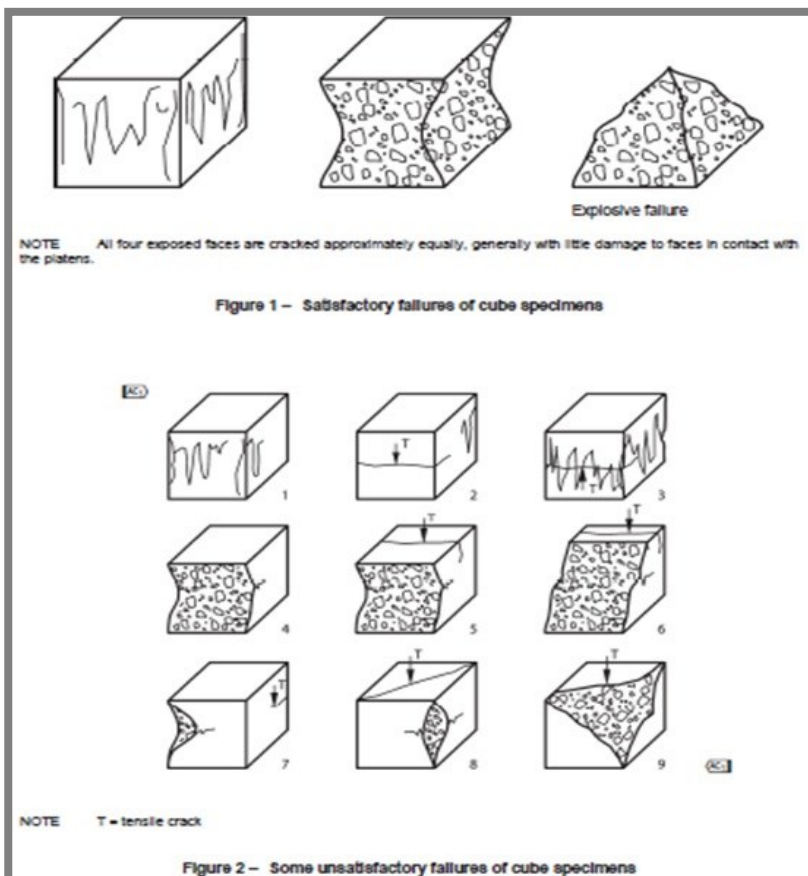 Explosive failure
NOTE All four exposed faces are cracked approximately equally, generally with little damage to faces in contact with
the platens.
Figure 1 – Satisfactory failures of cube specimens
T
T
1
2
3
T
T
4
5
6
T
T
T
7
8
9
NOTE T = tensile crack
Figure 2 – Some unsatisfactory failures of cube specimens